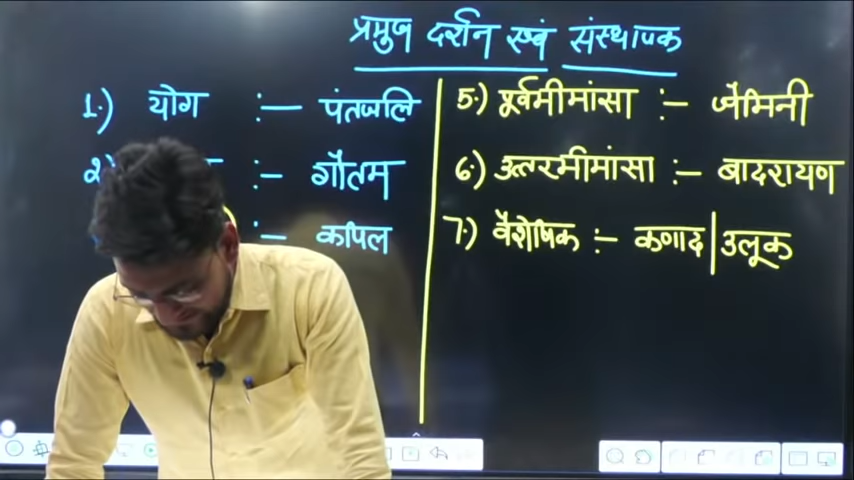 प्रमुख दर्शन एवं संस्थापक
1.) योग :— पंतजलि
2) :— गौतम
:— कपिल
5.) पूर्वमीमांसा :— जैमिनी
6.) उत्तरमीमांसा :— बादरायण
7.) वैशेषिक :— कणाद | उलूक